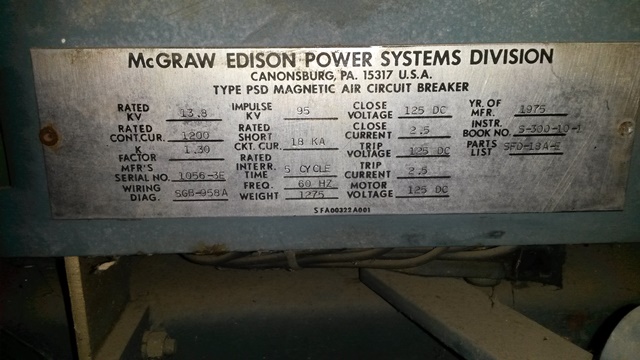 McGRAW EDISON POWER SYSTEMS DIVISION
CANONSBURG, PA. 15317 U.S.A.
TYPE PSD MAGNETIC AIR CIRCUIT BREAKER
RATED KV 13.8
RATED CONT.CUR. 1200
K FACTOR 1.30
MFR'S SERIAL NO. 1056-3E
WIRING DIAG. SGB-958A
IMPULSE KV 95
RATED SHORT CKT. CUR. 18 KA
RATED INTERR. TIME 5 CYCLE
FREQ. 60 HZ
WEIGHT 1275
CLOSE VOLTAGE 125 DC
CLOSE CURRENT 2.5
TRIP VOLTAGE 125 DC
TRIP CURRENT 2.5
MOTOR VOLTAGE 125 DC
YR. OF MFR. 1975
INSTR. BOOK NO. S-300-10-1
PARTS LIST
SFA00322A001